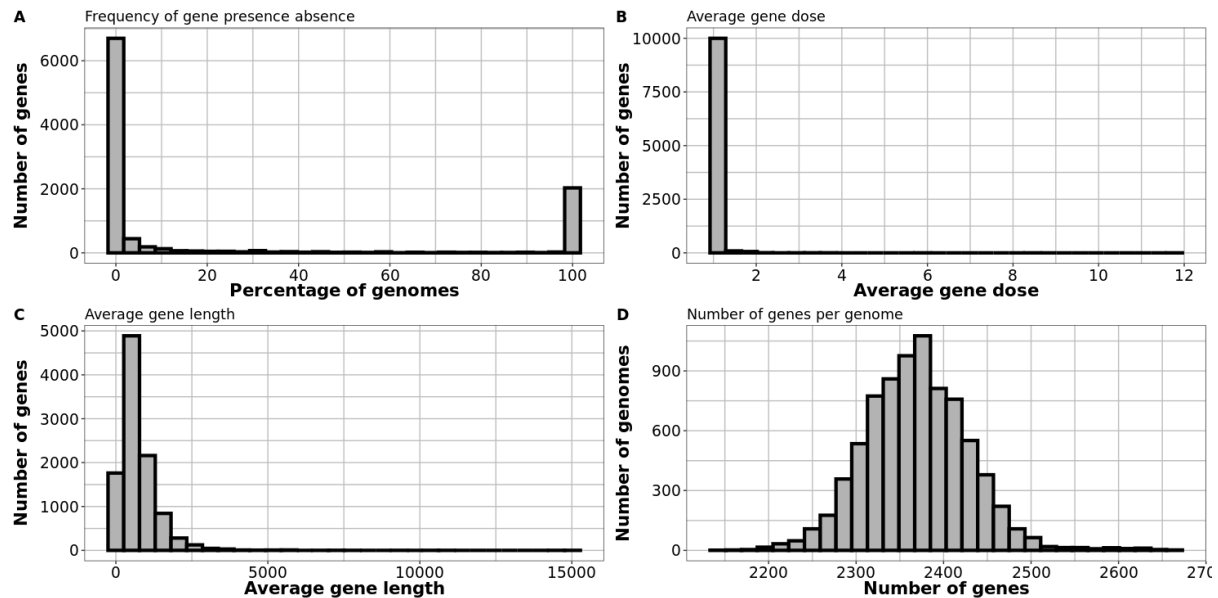 A Frequency of gene presence absence
Number of genes
6000
4000
2000
0
0 20 40 60 80 100
Percentage of genomes
B Average gene dose
Number of genes
10000
7500
5000
2500
0
2 4 6 8 10 12
Average gene dose
C Average gene length
Number of genes
5000
4000
3000
2000
1000
0
0 5000 10000 15000
Average gene length
D Number of genes per genome
Number of genomes
900
600
300
0
2200 2300 2400 2500 2600 270
Number of genes